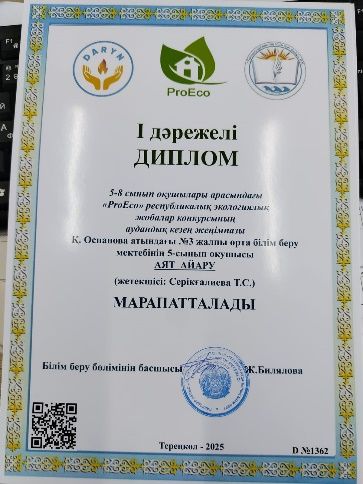 DARYN
ProEco
I дәрежелі
ДИПЛОМ
5-8 сынып оқушылары арасындағы
«ProEco» республикалық экологиялық
жобалар конкурсының
аудандық кезең жеңімпазы
К. Оспанова атындағы №3 жалпы орта білім беру
мектебінің 5-сынып оқушысы
АЯТ АЙАРУ
(жетекшісі: Серікғалиева Т.С.)
МАРАПАТТАЛАДЫ
Білім беру бөлімінің басшысы Ж.Билялова
Тереңкөл - 2025
D №1362